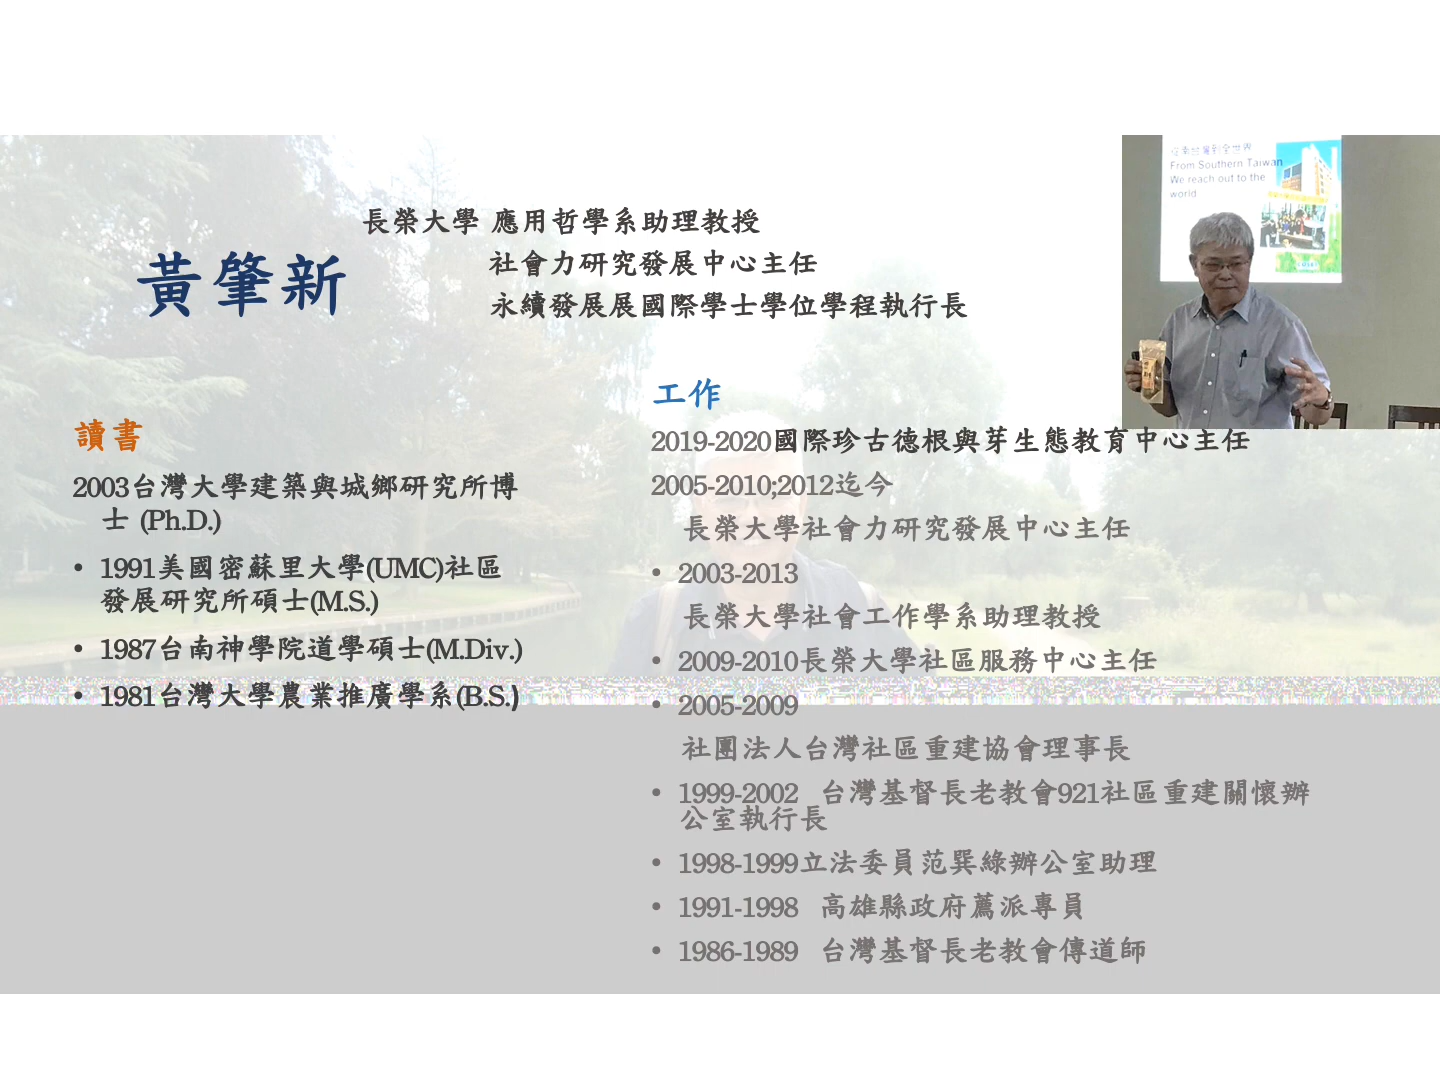 黃肇新
長榮大學 應用哲學系助理教授
社會力研究發展中心主任
永續發展展國際學士學位學程執行長
從南台灣到全世界
From Southern Taiwan
We reach out to the
world
讀書
2003台灣大學建築與城鄉研究所博
士 (Ph.D.)
• 1991美國密蘇里大學(UMC)社區
發展研究所碩士(M.S.)
• 1987台南神學院道學碩士(M.Div.)
• 1981台灣大學農業推廣學系(B.S.)
工作
2019-2020國際珍古德根與芽生態教育中心主任
2005-2010;2012迄今
長榮大學社會力研究發展中心主任
• 2003-2013
長榮大學社會工作學系助理教授
• 2009-2010長榮大學社區服務中心主任
• 2005-2009
社團法人台灣社區重建協會理事長
• 1999-2002 台灣基督長老教會921社區重建關懷辦
公室執行長
• 1998-1999立法委員范巽綠辦公室助理
• 1991-1998 高雄縣政府薦派專員
• 1986-1989 台灣基督長老教會傳道師